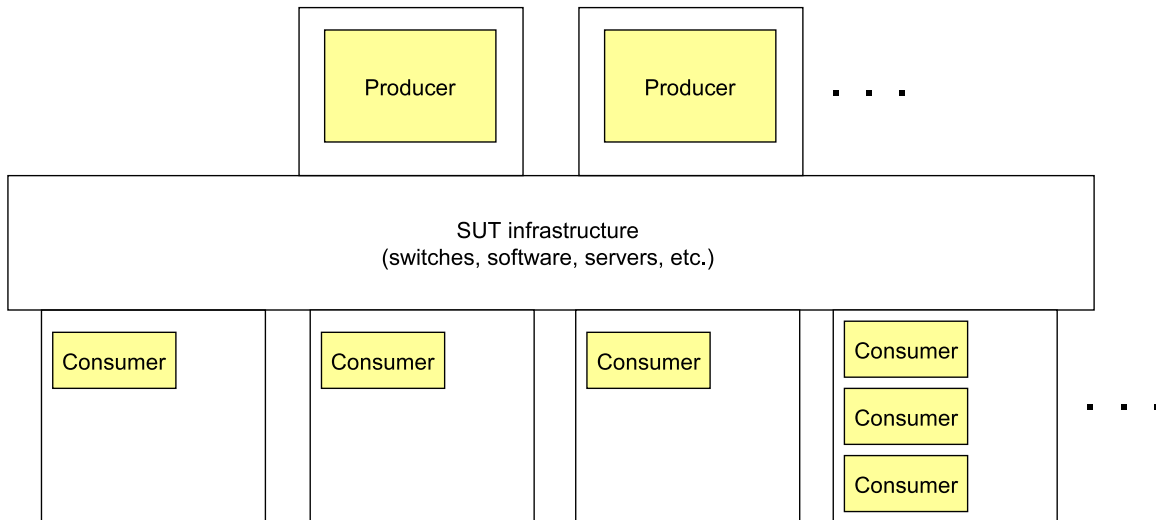 Producer
Producer
. . .
SUT infrastructure
(switches, software, servers, etc.)
Consumer
Consumer
Consumer
Consumer
Consumer
Consumer
. . .